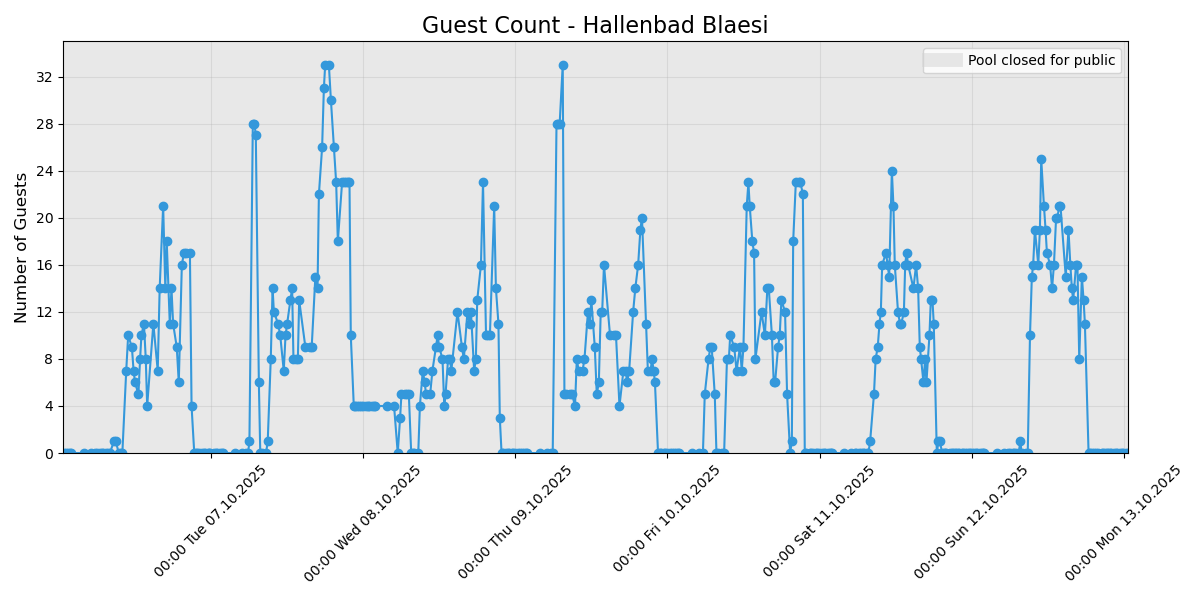 Guest Count - Hallenbad Blaesi
Pool closed for public
Number of Guests
32
28
24
20
16
12
8
4
0
00:00 Tue 07.10.2025
00:00 Wed 08.10.2025
00:00 Thu 09.10.2025
00:00 Fri 10.10.2025
00:00 Sat 11.10.2025
00:00 Sun 12.10.2025
00:00 Mon 13.10.2025